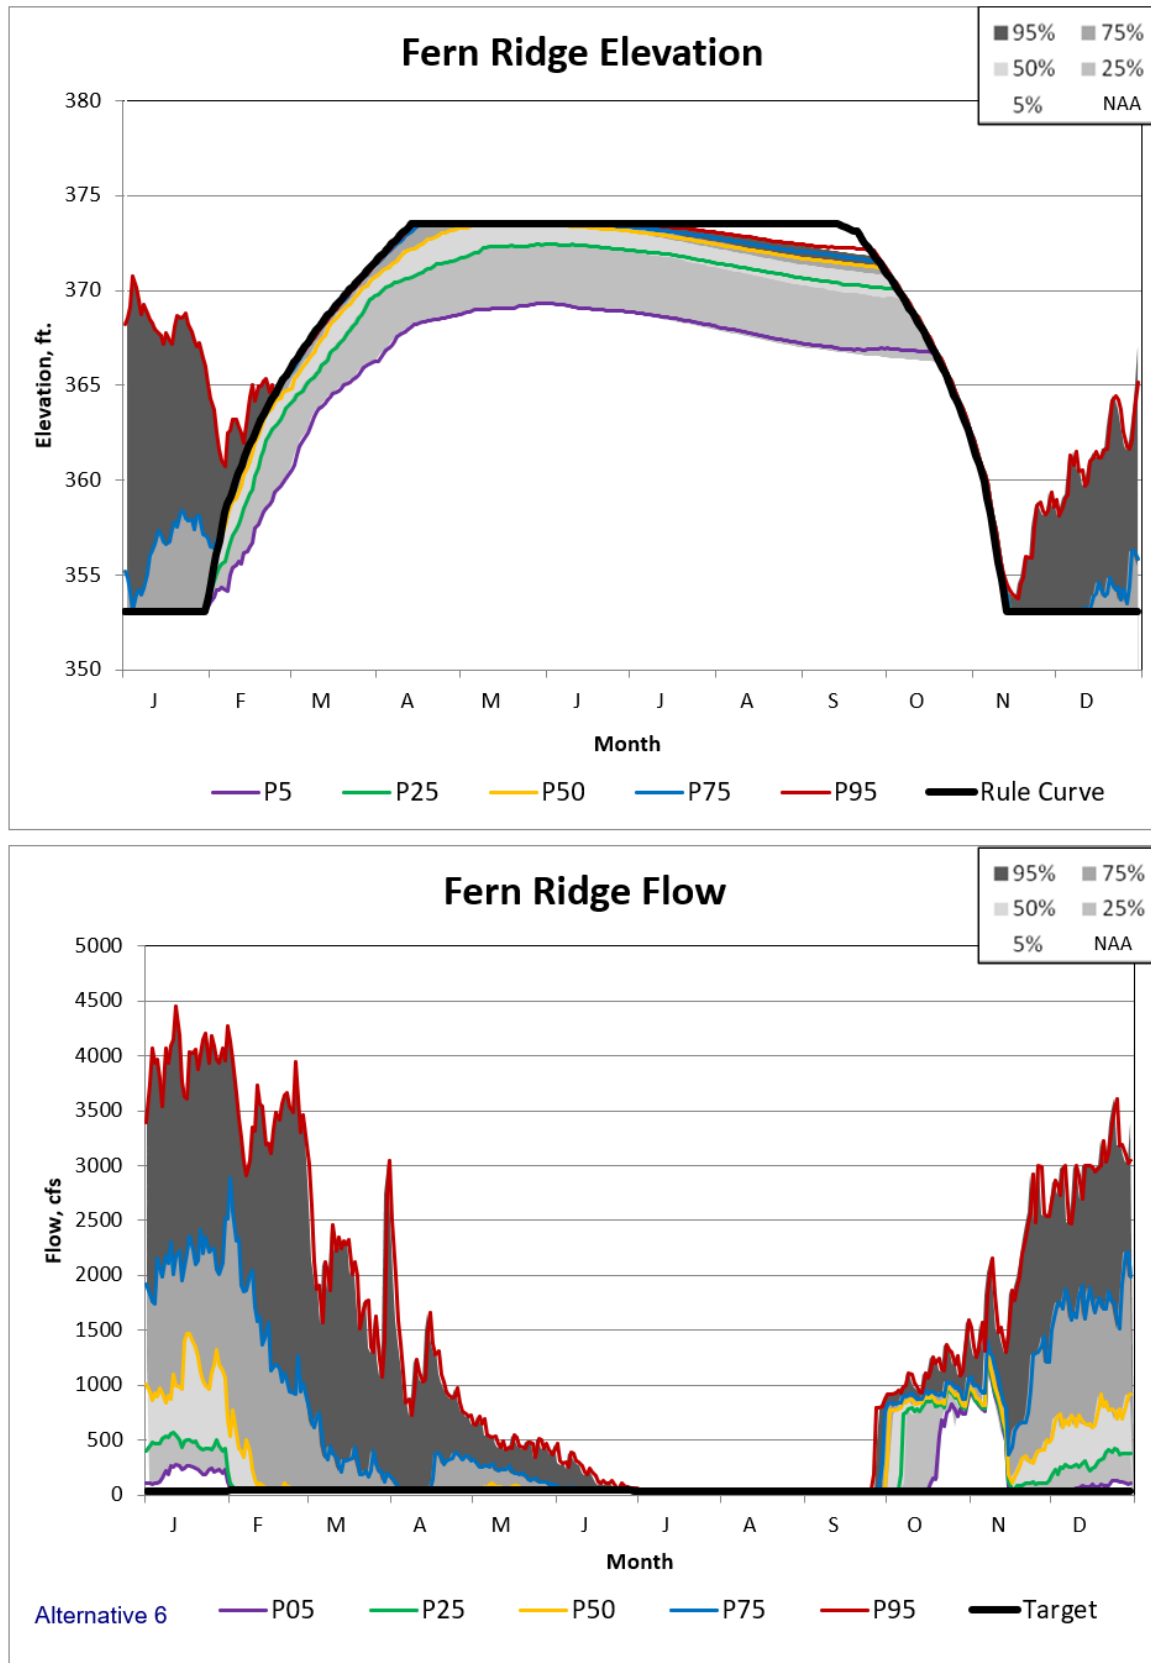 Fern Ridge Elevation
95% 75%
50% 25%
5% NAA
380
375
370
365
360
355
350
Elevation, ft.
J F M A M J J A S O N D
Month
P5 P25 P50 P75 P95 Rule Curve
Fern Ridge Flow
95% 75%
50% 25%
5% NAA
5000
4500
4000
3500
3000
2500
2000
1500
1000
500
0
Flow, cfs
J F M A M J J A S O N D
Month
Alternative 6 P05 P25 P50 P75 P95 Target